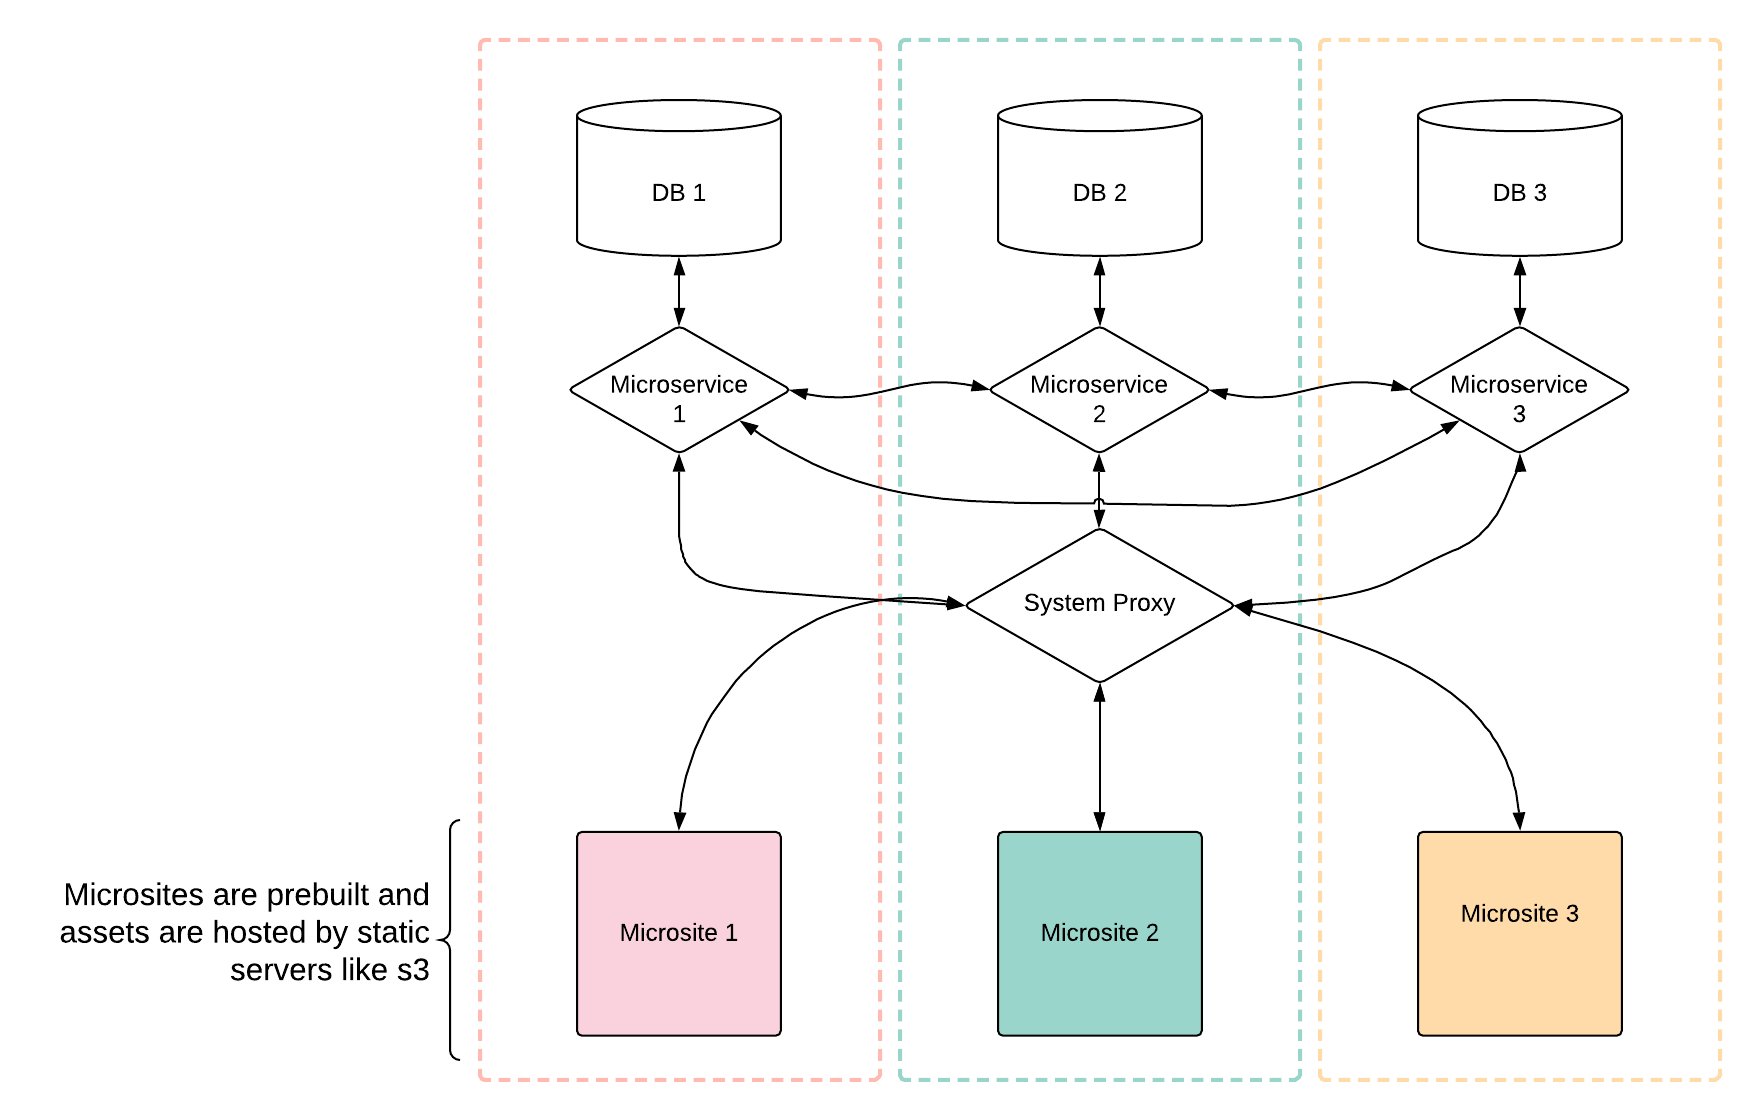 DB 1
DB 2
DB 3
Microservice
1
Microservice
2
Microservice
3
System Proxy
Microsites are prebuilt and
assets are hosted by static
servers like s3
Microsite 1
Microsite 2
Microsite 3